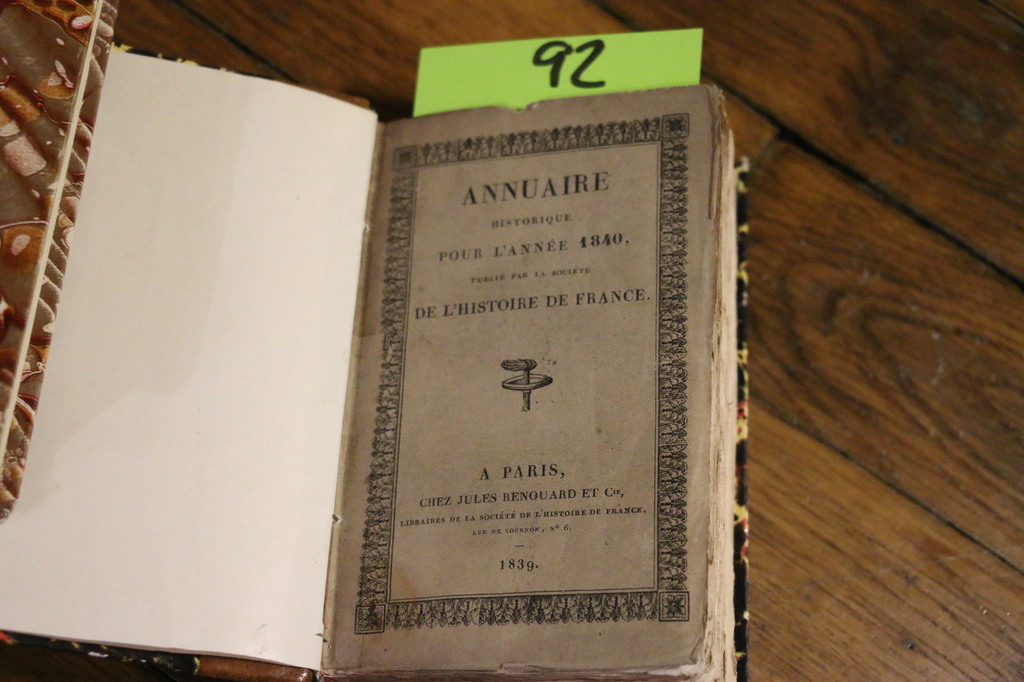 92
ANNUAIRE
HISTORIQUE
POUR L'ANNÉE 1840,
PUBLIÉ PAR LA SOCIÉTÉ
DE L'HISTOIRE DE FRANCE.
A PARIS,
CHEZ JULES RENOUARD ET Cie,
LIBRAIRES DE LA SOCIÉTÉ DE L'HISTOIRE DE FRANCE,
RUE DE TOURNON, Nº 6.
1839.